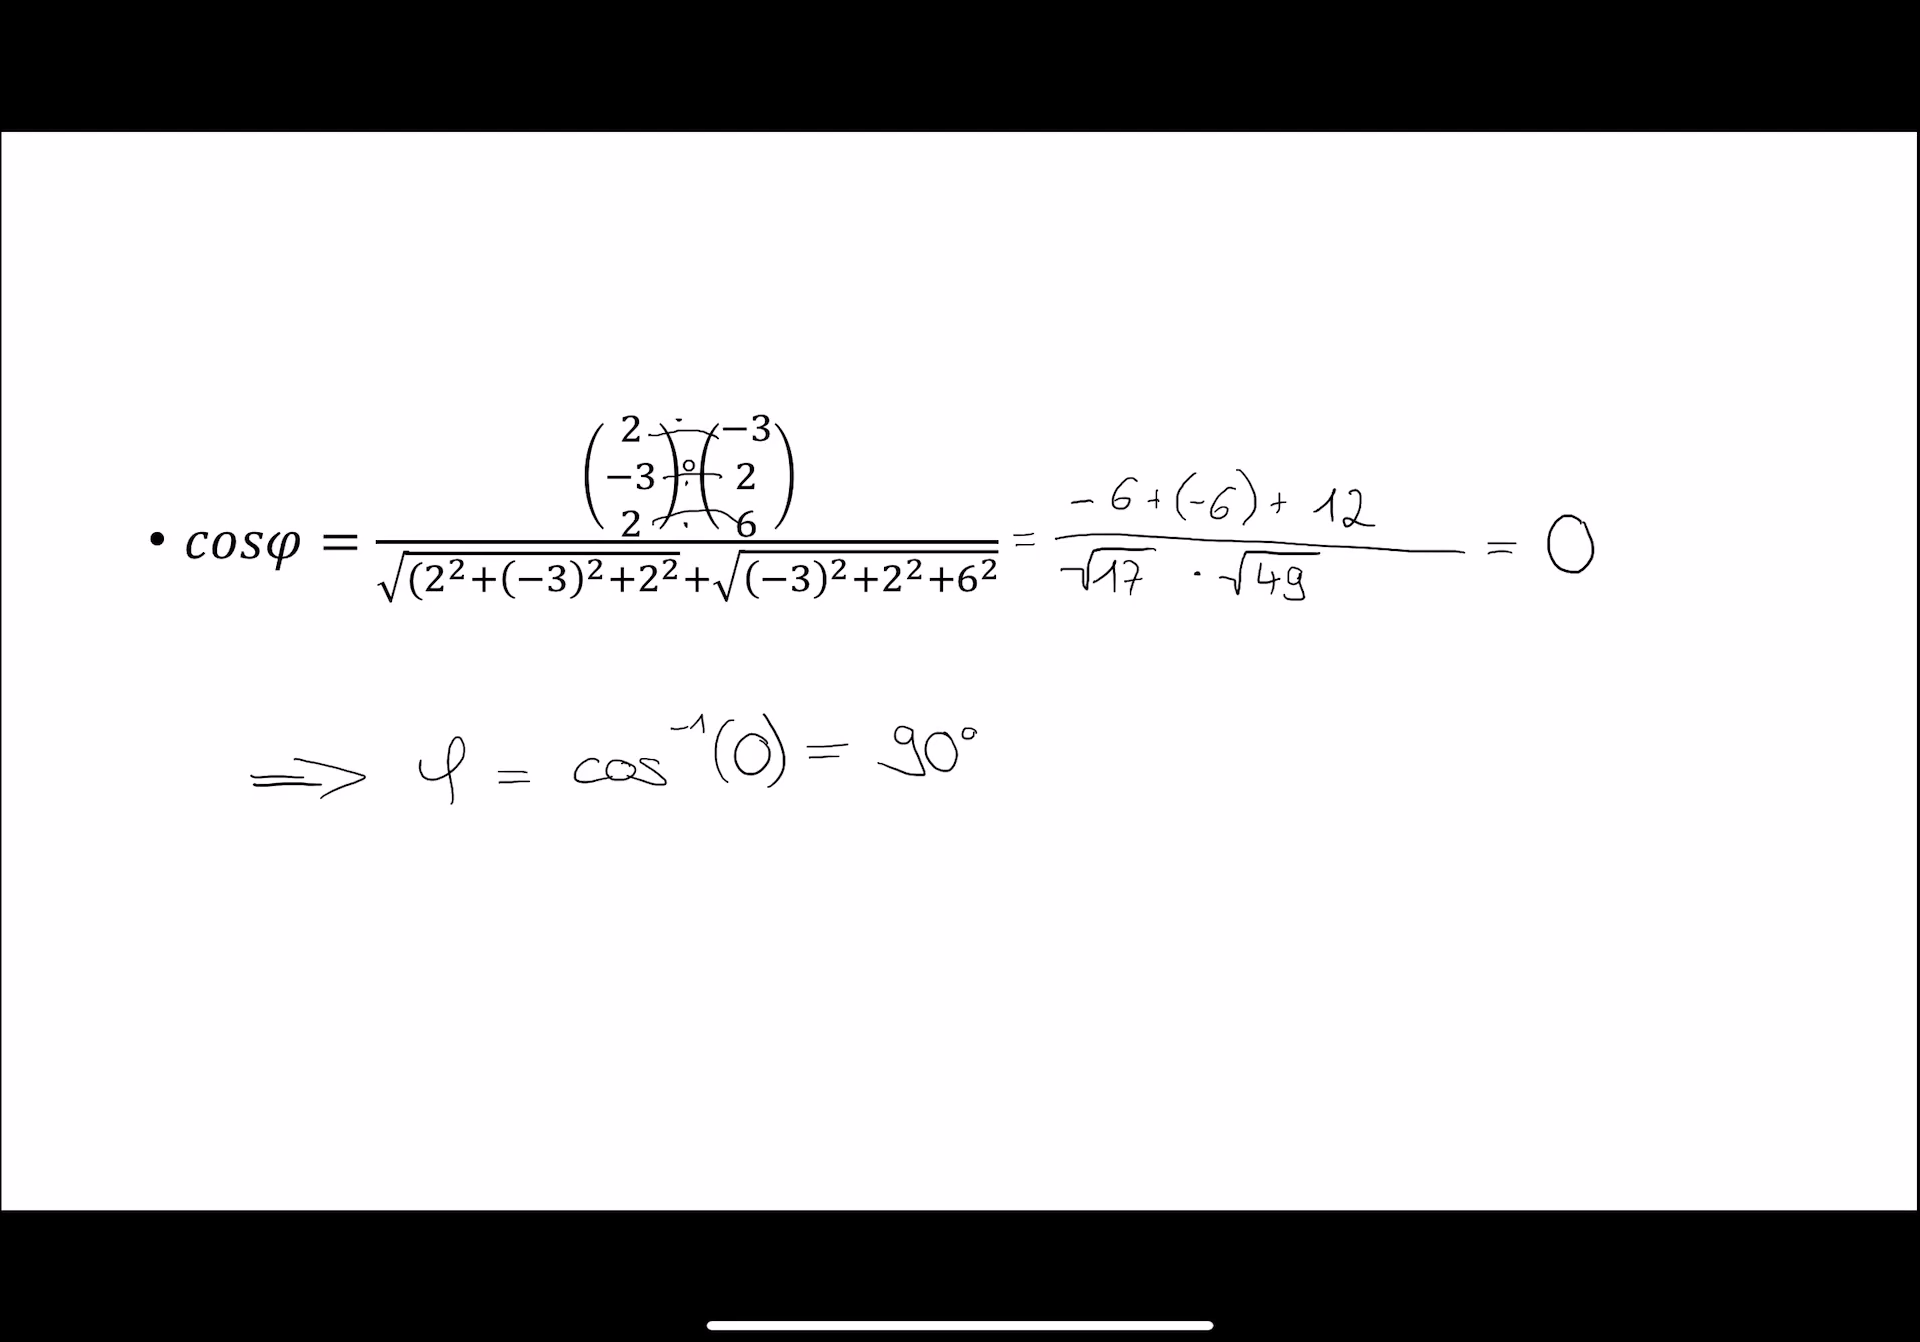 • cosφ = (2 −3 2) ∘ (−3 2 6) / √((2²+(−3)²+2²) + √((−3)²+2²+6²) = −6+(−6)+12 / √17 · √49 = 0
⟹ φ = cos⁻¹(0) = 90°